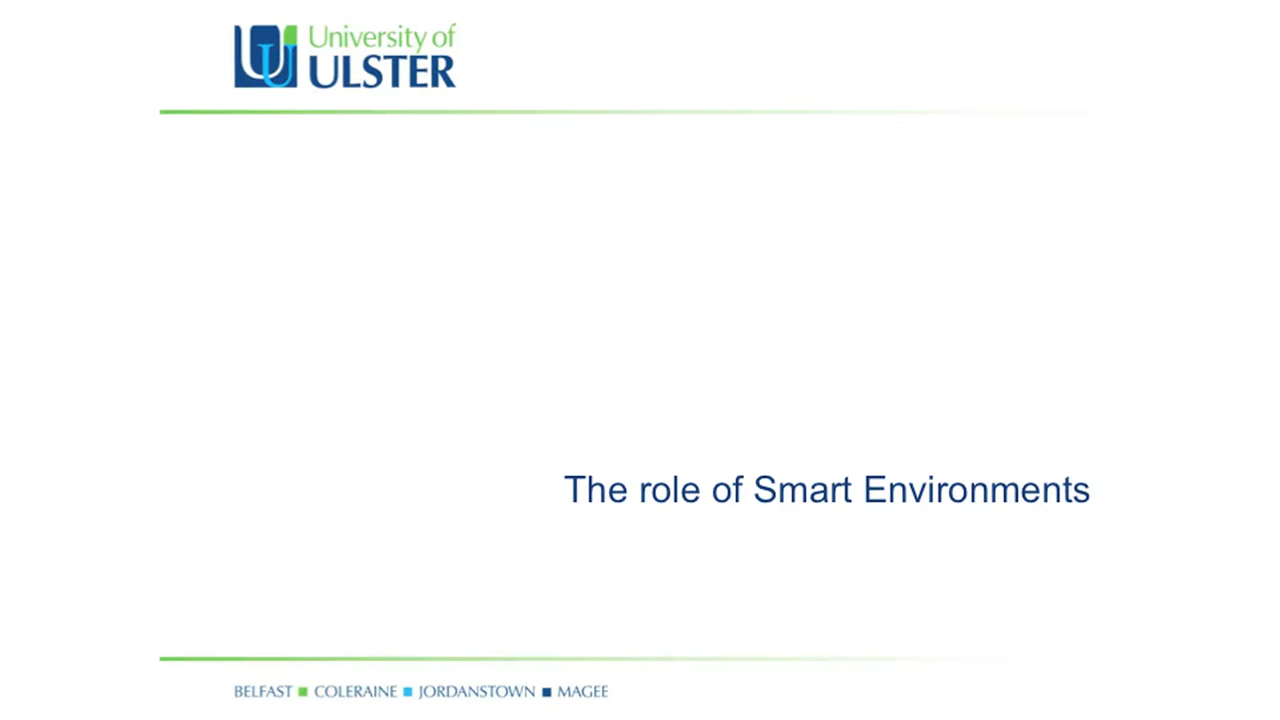 University of
ULSTER
The role of Smart Environments
BELFAST ■ COLERAINE ■ JORDANSTOWN ■ MAGEE